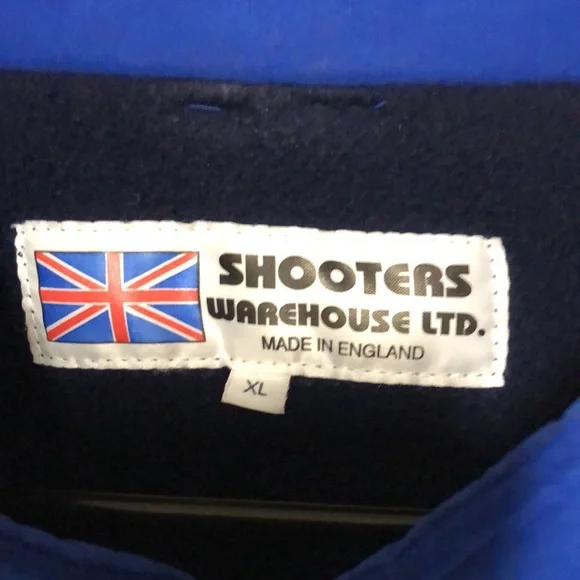 SHOOTERS
WAREHOUSE LTD.
MADE IN ENGLAND
XL